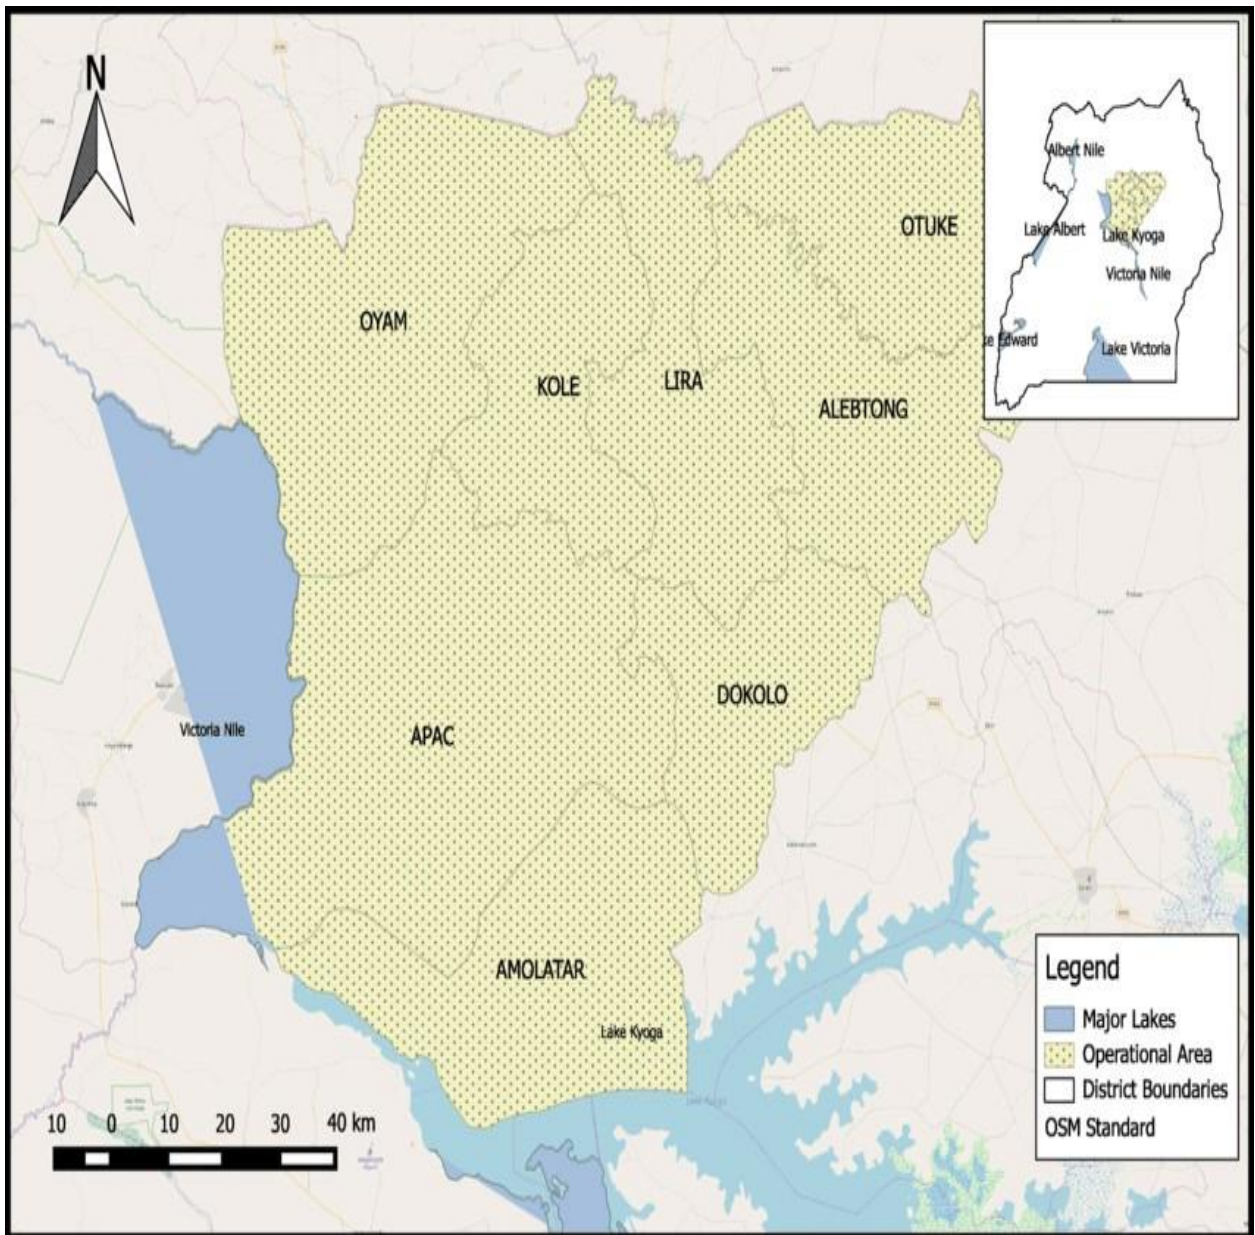 N
Albert Nile
OTUKE
Lake Albert
Lake Kyoga
Victoria Nile
OYAM
ke Edward
Lake Victoria
KOLE
LIRA
ALEBTONG
DOKOLO
Victoria Nile
APAC
AMOLATAR
Lake Kyoga
Legend
Major Lakes
Operational Area
District Boundaries
OSM Standard
10 0 10 20 30 40 km